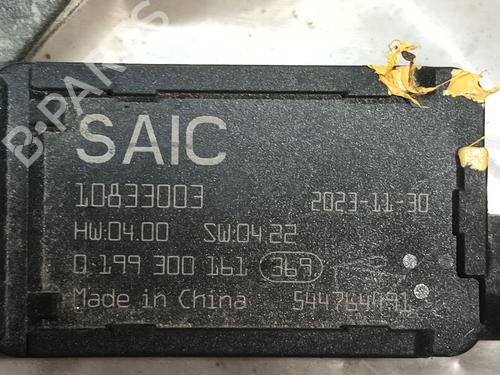 B-PARTS
SAIC
10833003 2023-11-30
HW:04.00 SW:04.22
0 199 300 161 369
Made in China 544764791